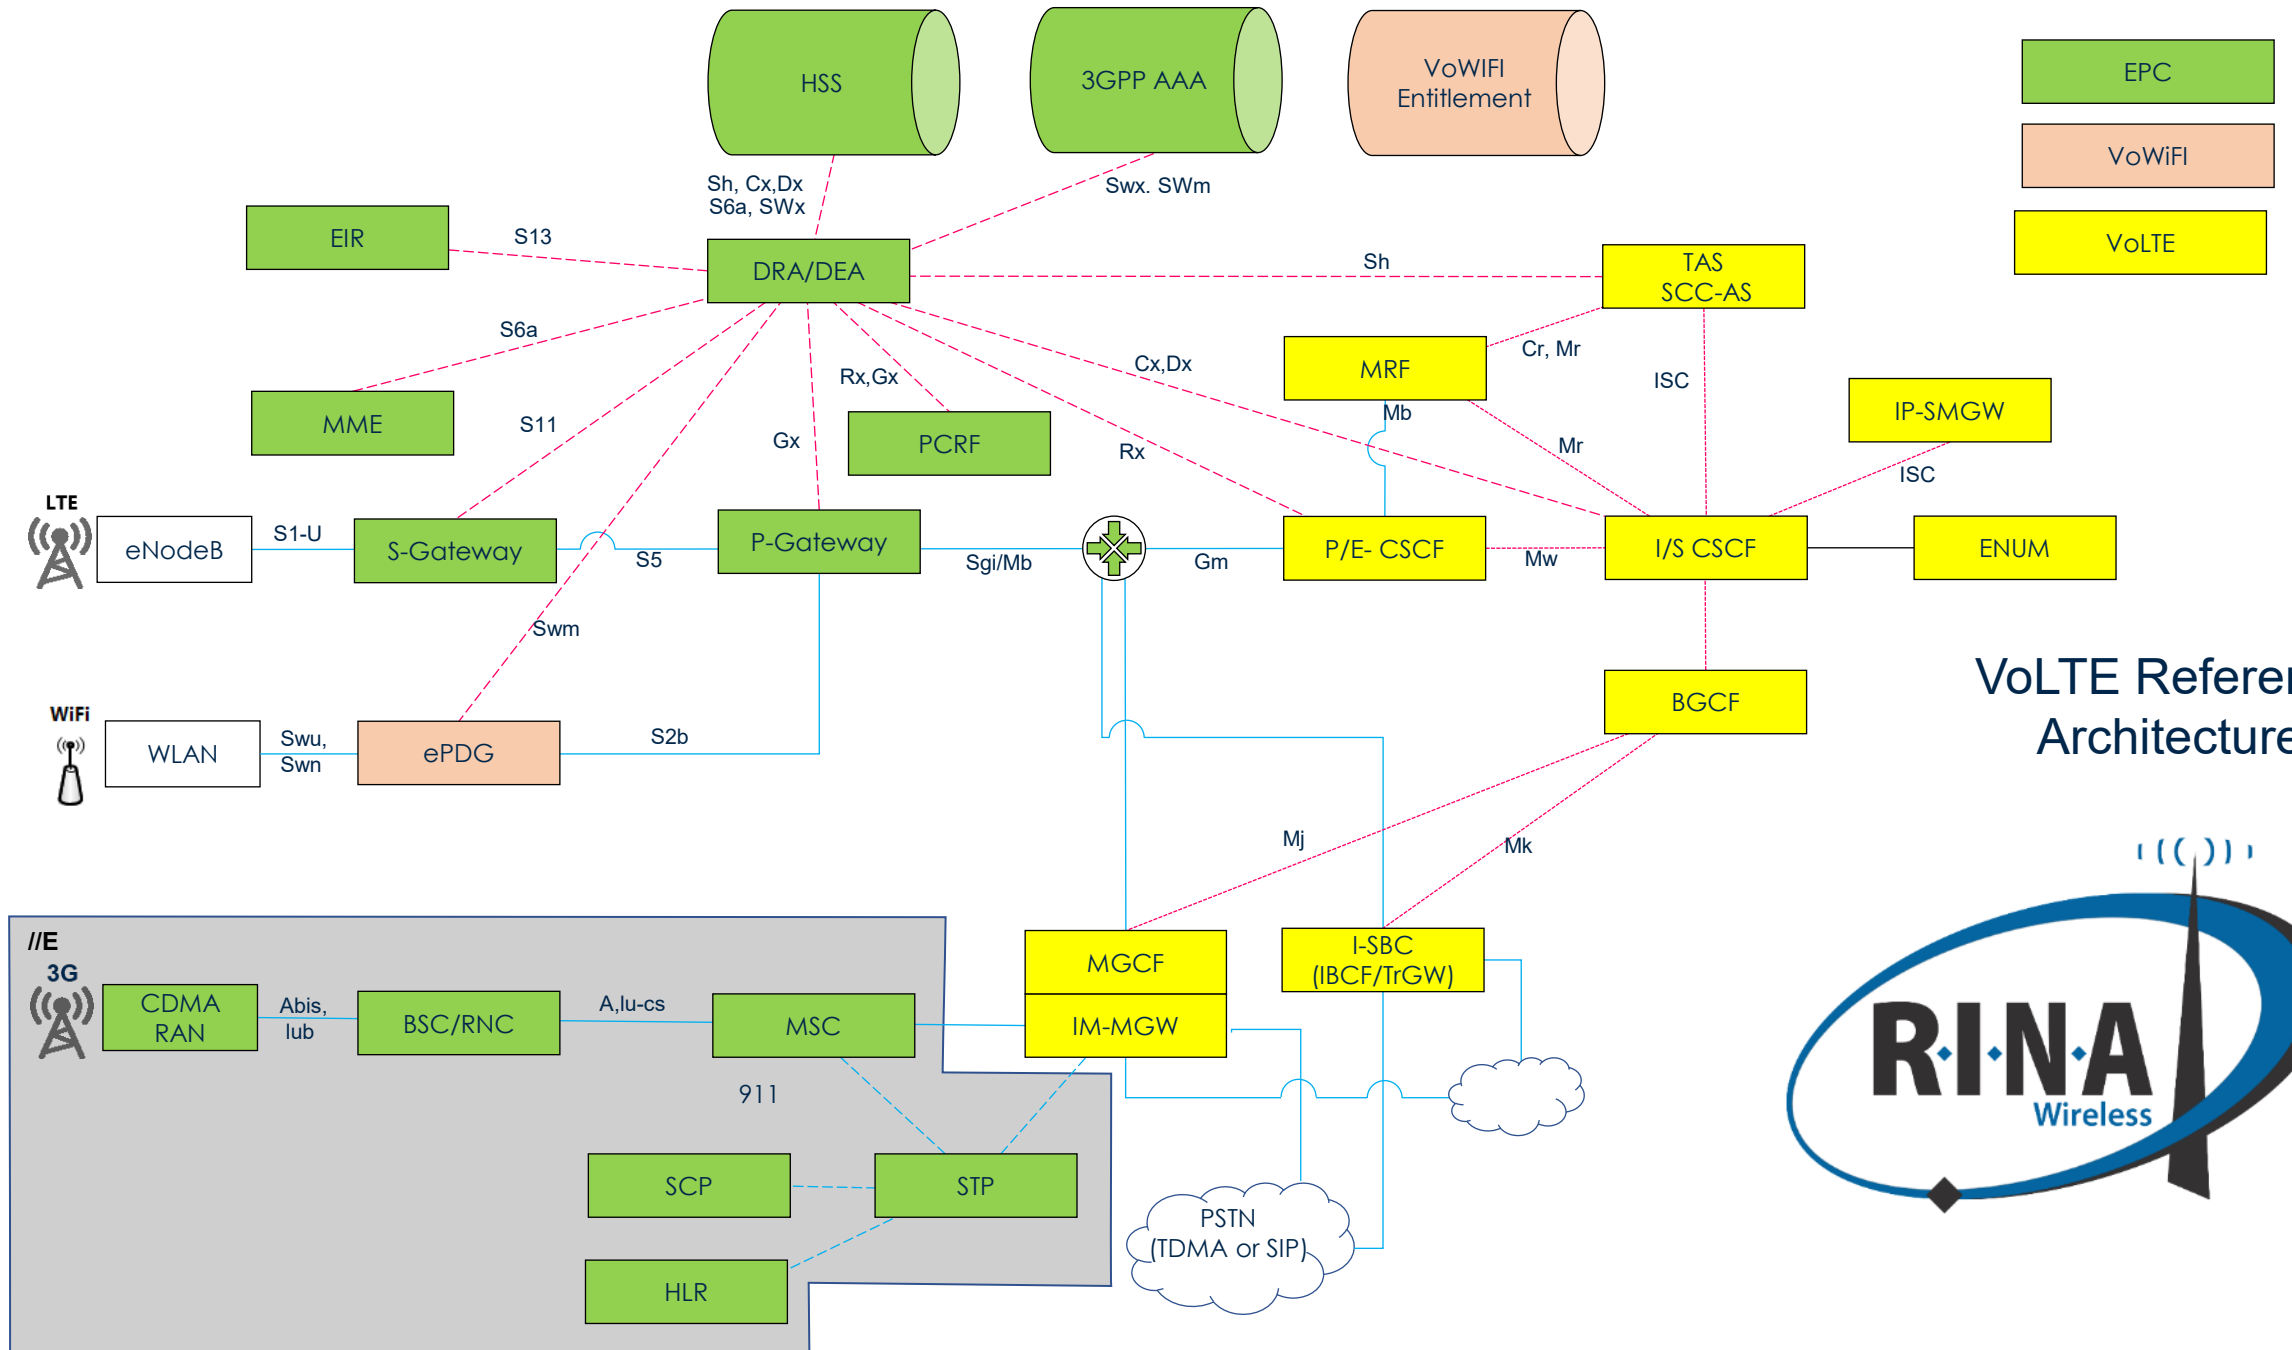 HSS
3GPP AAA
VoWIFI
Entitlement
EPC
VoWiFI
VoLTE
Sh, Cx,Dx
S6a, SWx
Swx. SWm
EIR
S13
DRA/DEA
Sh
TAS
SCC-AS
S6a
Rx,Gx
Cx,Dx
MRF
Cr, Mr
ISC
MME
S11
Gx
PCRF
Rx
Mb
Mr
IP-SMGW
ISC
LTE
eNodeB
S1-U
S-Gateway
S5
P-Gateway
Sgi/Mb
Gm
P/E- CSCF
Mw
I/S CSCF
ENUM
Swm
WiFi
WLAN
Swu,
Swn
ePDG
S2b
BGCF
VoLTE Referen
Architecture
Mj
Mk
//E
3G
CDMA
RAN
Abis,
Iub
BSC/RNC
A,Iu-cs
MSC
MGCF
IM-MGW
I-SBC
(IBCF/TrGW)
911
SCP
STP
HLR
PSTN
(TDMA or SIP)
R·I·N·A
Wireless